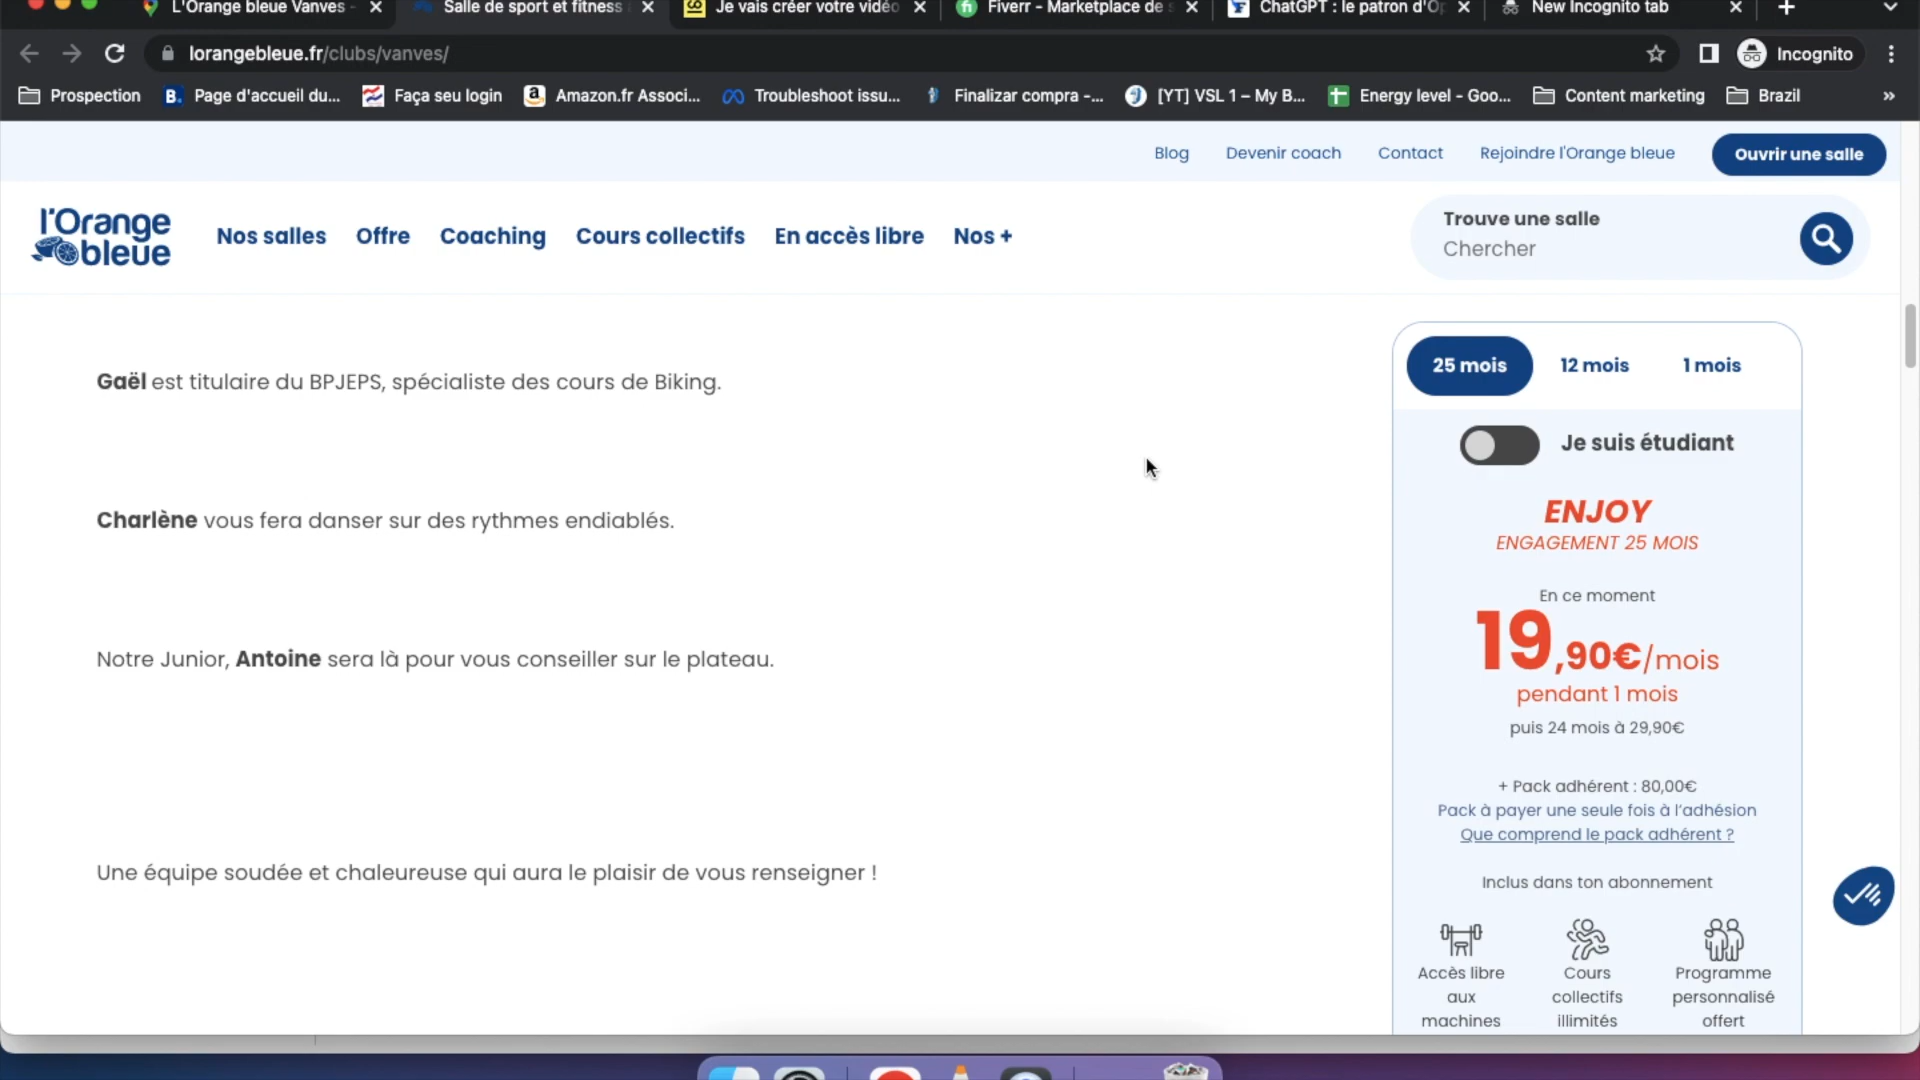 L'Orange bleue Vanves -
Salle de sport et fitness
Je vais créer votre vidéo
Fiverr - Marketplace de s
ChatGPT : le patron d'Op
New Incognito tab
lorangebleue.fr/clubs/vanves/
Incognito
Prospection
Page d'accueil du...
Faça seu login
Amazon.fr Associ...
Troubleshoot issu...
Finalizar compra -...
[YT] VSL 1 – My B...
Energy level - Goo...
Content marketing
Brazil
»
Blog
Devenir coach
Contact
Rejoindre l'Orange bleue
Ouvrir une salle
l'Orange
bleue
Nos salles
Offre
Coaching
Cours collectifs
En accès libre
Nos +
Trouve une salle
Chercher
Gaël est titulaire du BPJEPS, spécialiste des cours de Biking.
Charlène vous fera danser sur des rythmes endiablés.
Notre Junior, Antoine sera là pour vous conseiller sur le plateau.
Une équipe soudée et chaleureuse qui aura le plaisir de vous renseigner !
25 mois
12 mois
1 mois
Je suis étudiant
ENJOY
ENGAGEMENT 25 MOIS
En ce moment
19,90€/mois
pendant 1 mois
puis 24 mois à 29,90€
+ Pack adhérent : 80,00€
Pack à payer une seule fois à l'adhésion
Que comprend le pack adhérent ?
Inclus dans ton abonnement
Accès libre
aux
machines
Cours
collectifs
illimités
Programme
personnalisé
offert